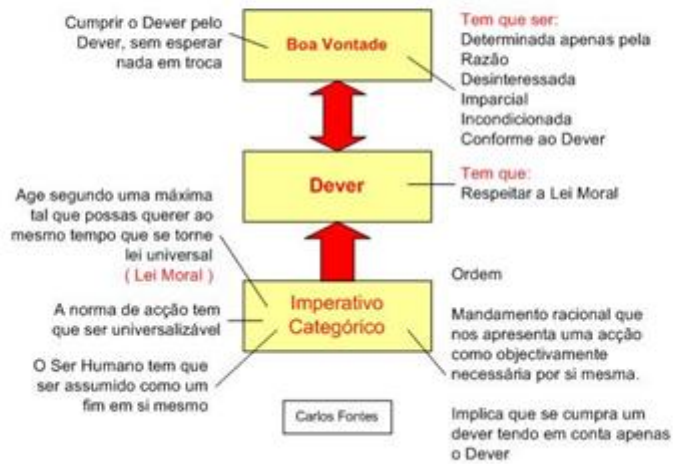 Cumprir o Dever pelo
Dever, sem esperar
nada em troca
Boa Vontade
Tem que ser:
Determinada apenas pela
Razão
Desinteressada
Imparcial
Incondicionada
Conforme ao Dever
Dever
Tem que:
Respeitar a Lei Moral
Age segundo uma máxima
tal que possas querer ao
mesmo tempo que se torne
lei universal
( Lei Moral )
A norma de acção tem
que ser universalizável
O Ser Humano tem que
ser assumido como um
fim em si mesmo
Imperativo
Categórico
Ordem
Mandamento racional que
nos apresenta uma acção
como objectivamente
necessária por si mesma.
Implica que se cumpra um
dever tendo em conta apenas
o Dever
Carlos Fontes